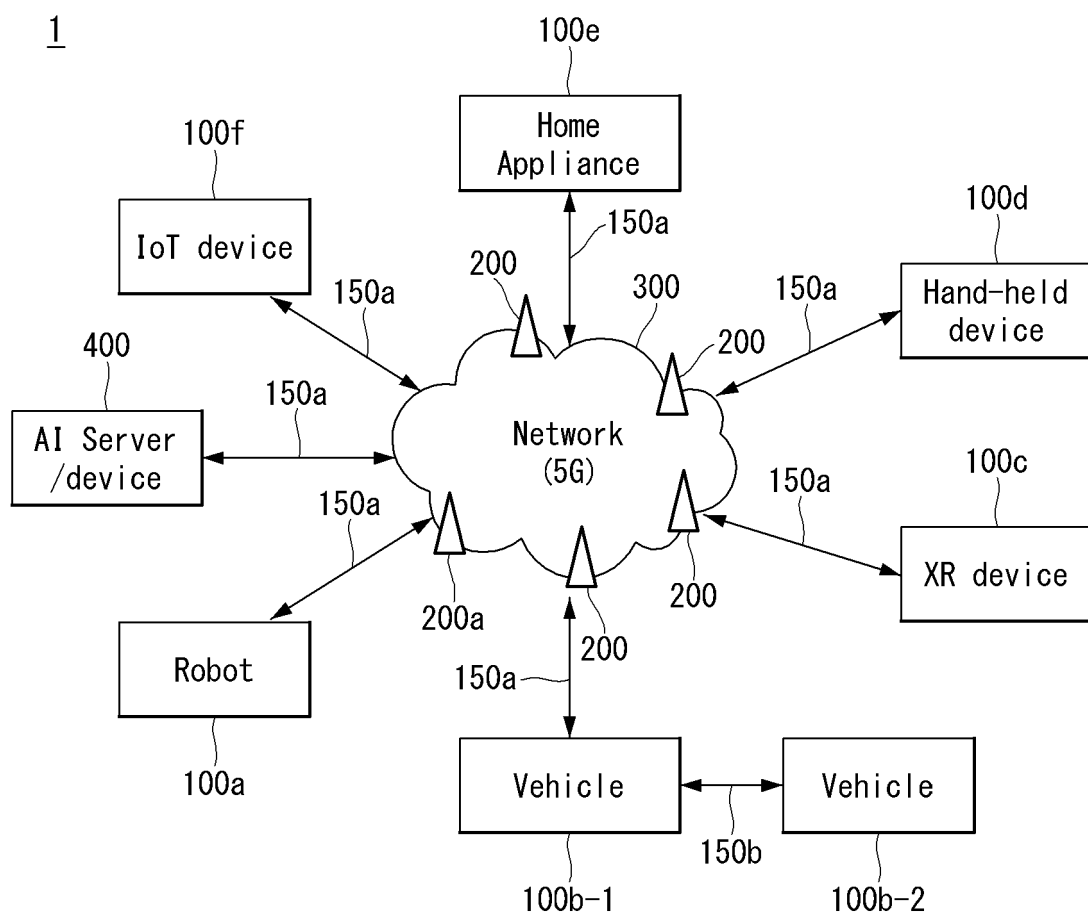 1
100e
Home
Appliance
100f
IoT device
150a
100d
Hand-held
device
200
150a
300
150a
200
400
AI Server
/device
150a
Network
(5G)
100c
XR device
150a
150a
200a
200
200
Robot
100a
150a
Vehicle
Vehicle
150b
100b-1
100b-2